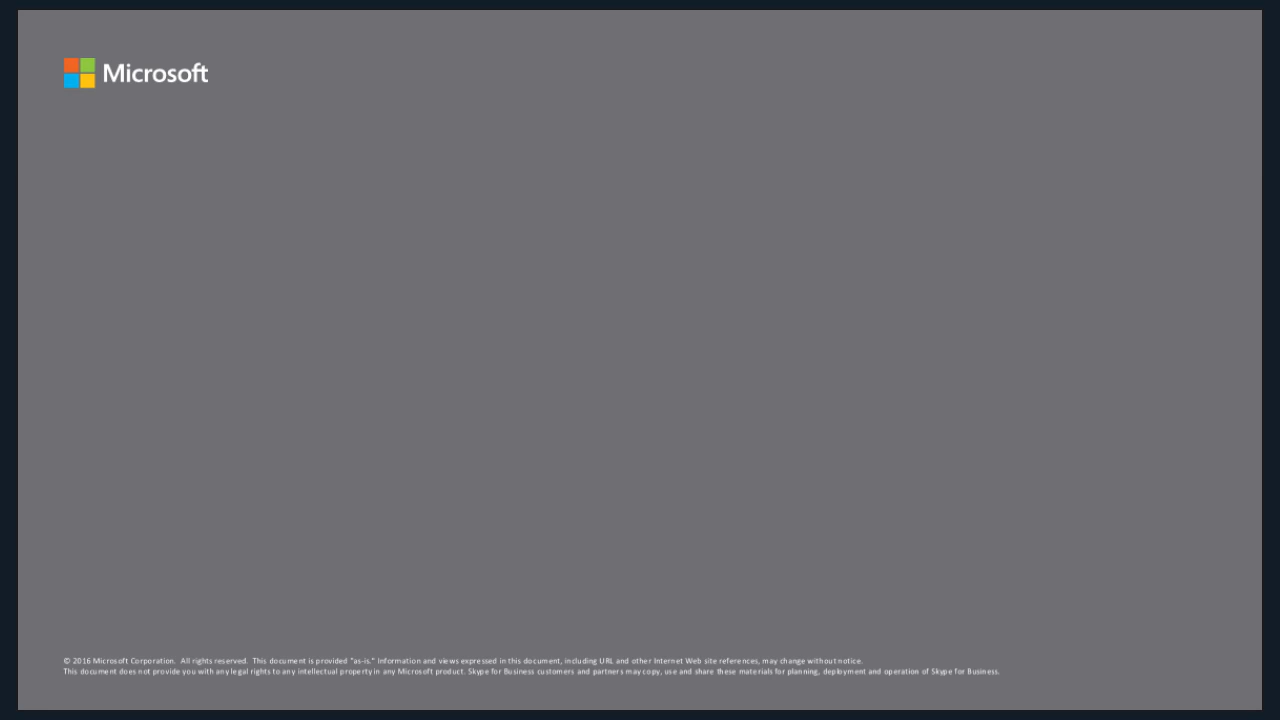 Microsoft
© 2016 Microsoft Corporation. All rights reserved. This document is provided "as-is." Information and views expressed in this document, including URL and other Internet Web site references, may change without notice.
This document does not provide you with any legal rights to any intellectual property in any Microsoft product. Skype for Business customers and partners may copy, use and share these materials for planning, deployment and operation of Skype for Business.